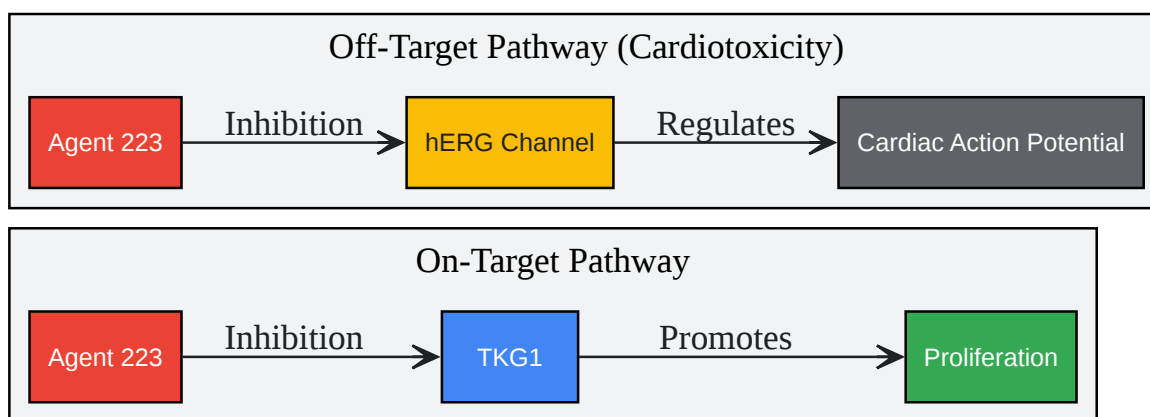 Off-Target Pathway (Cardiotoxicity)
Agent 223
Inhibition
hERG Channel
Regulates
Cardiac Action Potential
On-Target Pathway
Agent 223
Inhibition
TKG1
Promotes
Proliferation